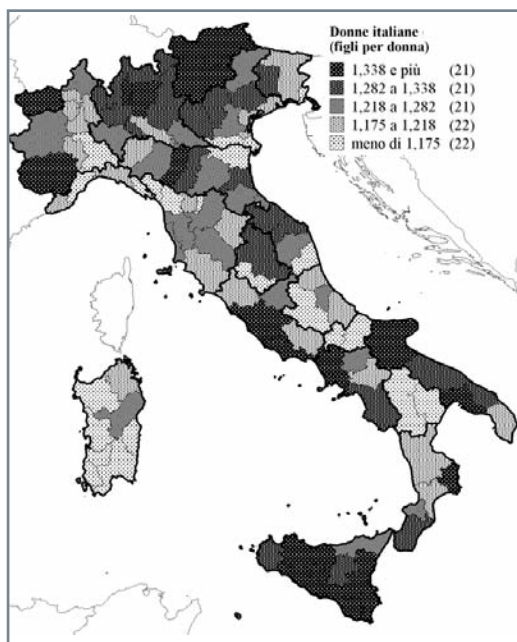 Donne italiane
(figli per donna)
1,338 e più (21)
1,282 a 1,338 (21)
1,218 a 1,282 (21)
1,175 a 1,218 (22)
meno di 1,175 (22)